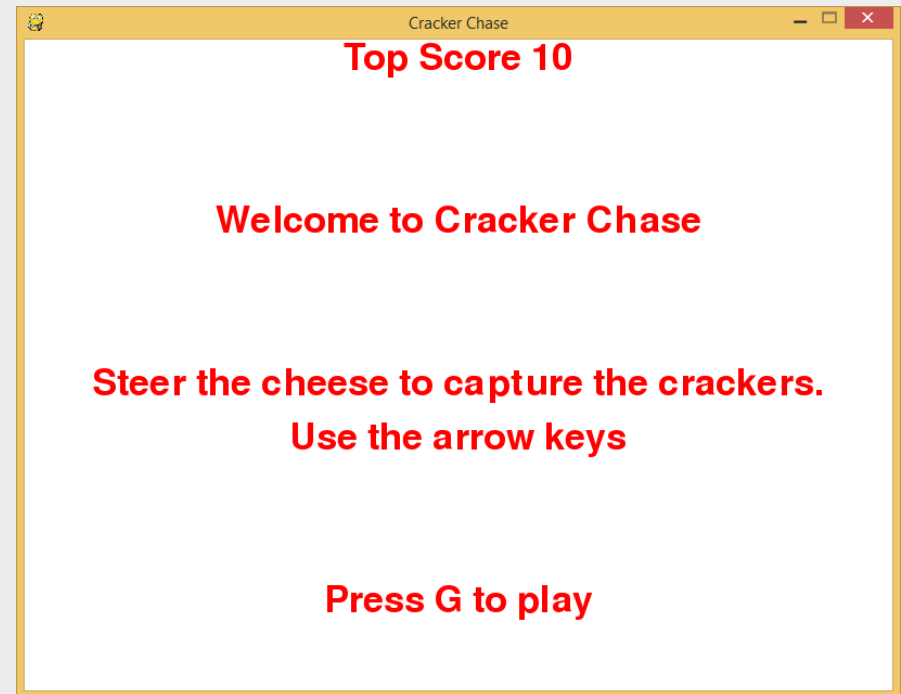 Cracker Chase
Top Score 10
Welcome to Cracker Chase
Steer the cheese to capture the crackers.
Use the arrow keys
Press G to play